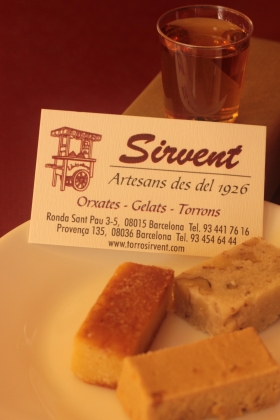 Sirvent
Artesans des del 1926
Orxates - Gelats - Torrons
Ronda Sant Pau 3-5, 08015 Barcelona Tel. 93 441 76 16
Provença 135, 08036 Barcelona Tel. 93 454 64 44
www.torrosirvent.com